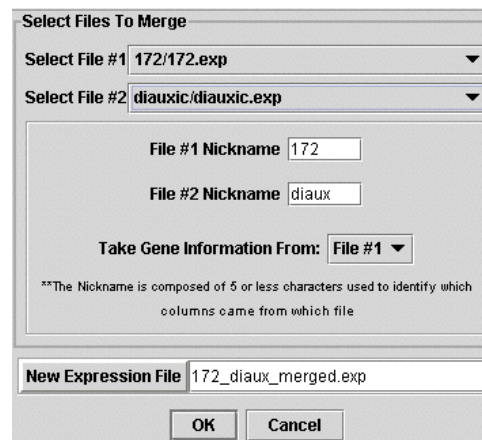 Select Files To Merge
Select File #1 172/172.exp
Select File #2 diauxic/diauxic.exp
File #1 Nickname 172
File #2 Nickname diaux
Take Gene Information From: File #1
**The Nickname is composed of 5 or less characters used to identify which
columns came from which file
New Expression File 172_diaux_merged.exp
OK Cancel